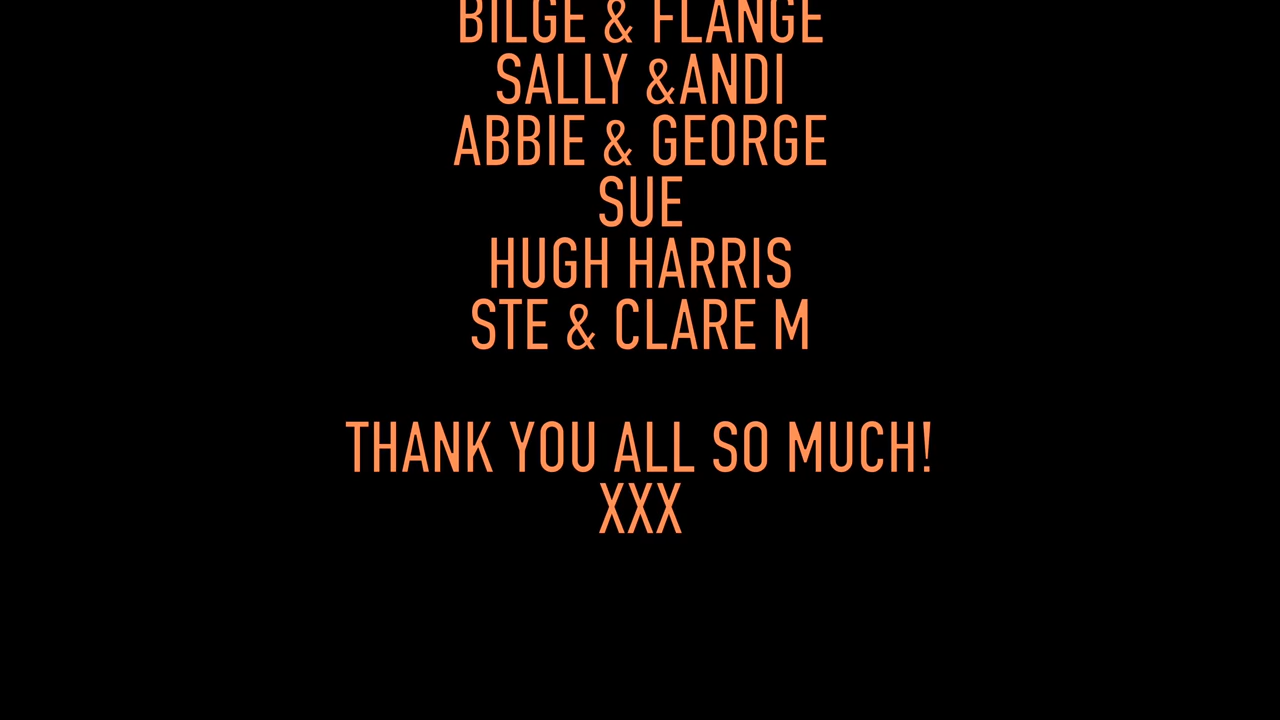 BILGE & FLANGE
SALLY &ANDI
ABBIE & GEORGE
SUE
HUGH HARRIS
STE & CLARE M
THANK YOU ALL SO MUCH!
XXX